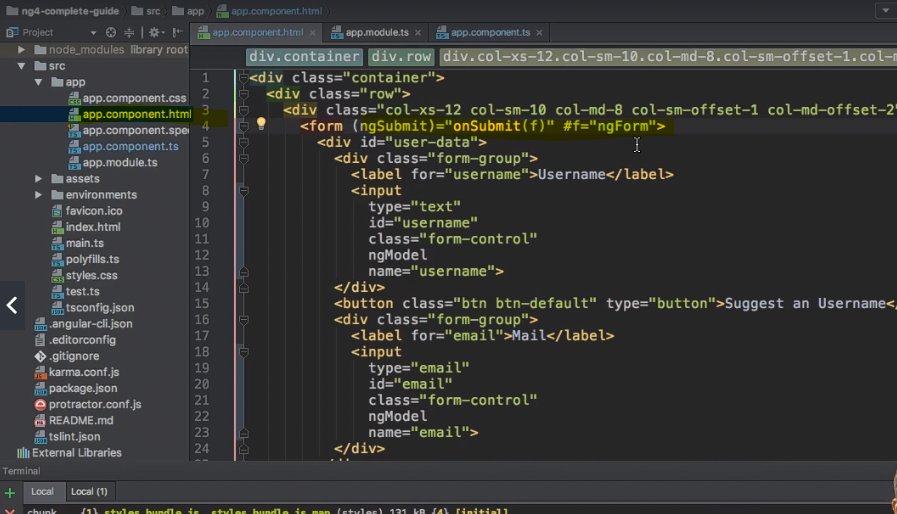 ng4-complete-guide src app app.component.html
Project
app.component.html × app.module.ts × app.component.ts ×
node_modules library root
src
app
app.component.css
app.component.html
app.component.spe
app.component.ts
app.module.ts
assets
environments
favicon.ico
index.html
main.ts
polyfills.ts
styles.css
test.ts
tsconfig.json
.angular-cli.json
.editorconfig
.gitignore
karma.conf.js
package.json
protractor.conf.js
README.md
tslint.json
External Libraries
div.container div.row div.col-xs-12.col-sm-10.col-md-8.col-sm-offset-1.col-m
1 <div class="container">
2 <div class="row">
3 <div class="col-xs-12 col-sm-10 col-md-8 col-sm-offset-1 col-md-offset-2"
4 <form (ngSubmit)="onSubmit(f)" #f="ngForm">
5 <div id="user-data">
6 <div class="form-group">
7 <label for="username">Username</label>
8 <input
9 type="text"
10 id="username"
11 class="form-control"
12 ngModel
13 name="username">
14 </div>
15 <button class="btn btn-default" type="button">Suggest an Username</
16 <div class="form-group">
17 <label for="email">Mail</label>
18 <input
19 type="email"
20 id="email"
21 class="form-control"
22 ngModel
23 name="email">
24 </div>
Terminal
Local Local (1)
chunk {1} styles.bundle.js, styles.bundle.js.map (styles) 131 kB {4} [initial]